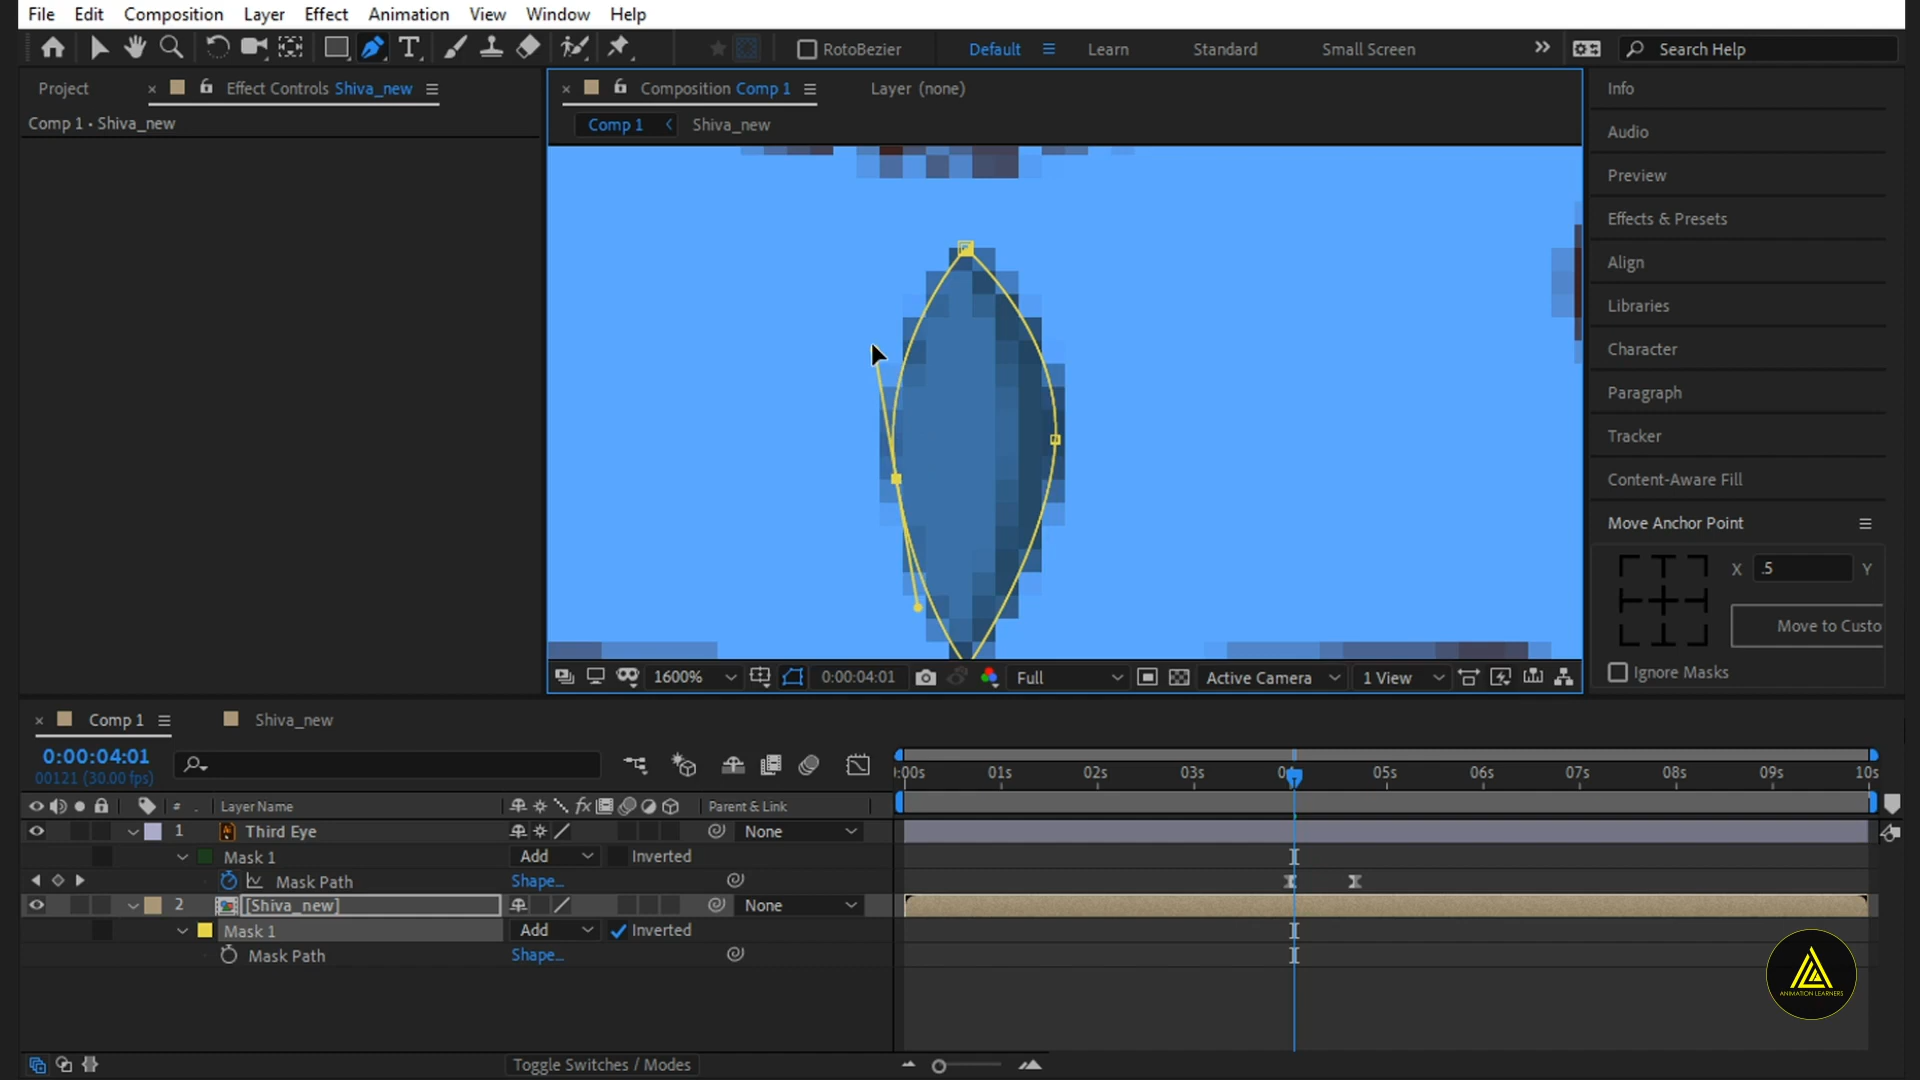 File Edit Composition Layer Effect Animation View Window Help
RotoBezier Default Learn Standard Small Screen Search Help
Project Effect Controls Shiva_new
Composition Comp 1 Layer (none)
Comp 1 • Shiva_new
Comp 1 Shiva_new
Info
Audio
Preview
Effects & Presets
Align
Libraries
Character
Paragraph
Tracker
Content-Aware Fill
Move Anchor Point
X .5 Y
Move to Custo
Ignore Masks
1600% 0:00:04:01 Full Active Camera 1 View
Comp 1 Shiva_new
0:00:04:01
00121 (30.00 fps)
:00s 01s 02s 03s 05s 06s 07s 08s 09s 10s
Layer Name fx Parent & Link
1 Third Eye None
Mask 1 Add Inverted
Mask Path Shape...
2 [Shiva_new] None
Mask 1 Add Inverted
Mask Path Shape...
ANIMATION LEARNERS
Toggle Switches / Modes